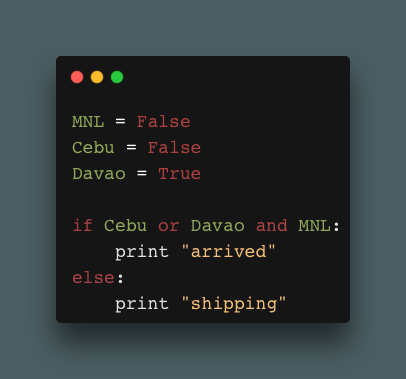 MNL = False
Cebu = False
Davao = True

if Cebu or Davao and MNL:
    print "arrived"
else:
    print "shipping"